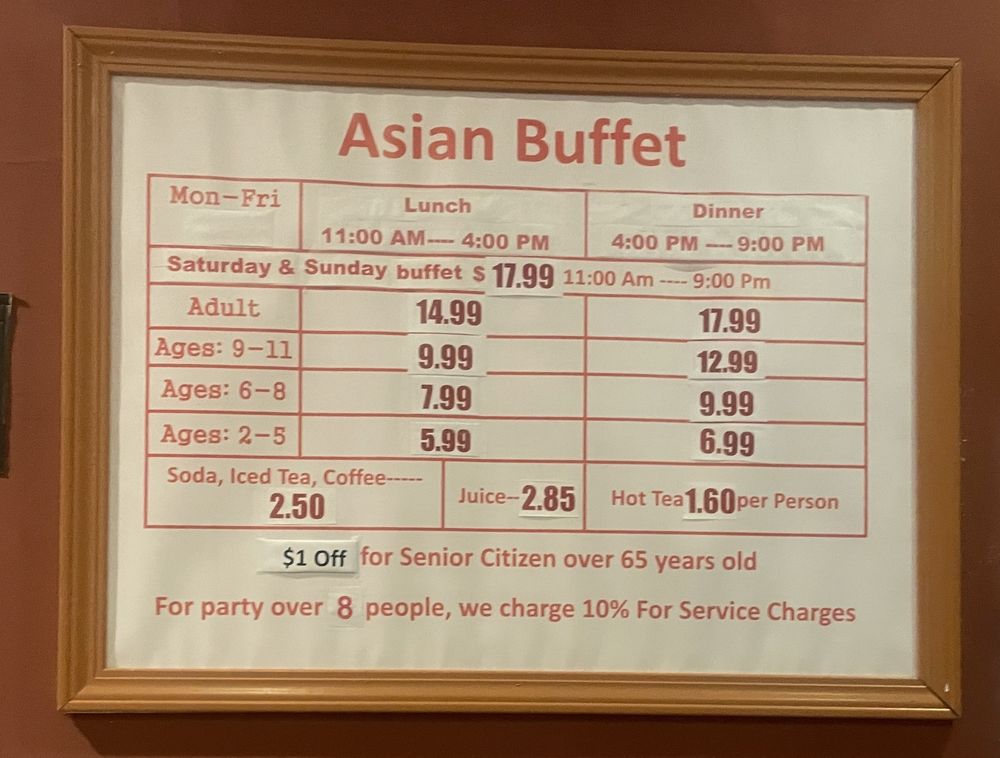 Asian Buffet
Mon-Fri
Lunch
11:00 AM---- 4:00 PM
Dinner
4:00 PM ---- 9:00 PM
Saturday & Sunday buffet $ 17.99 11:00 Am ---- 9:00 Pm
Adult 14.99 17.99
Ages: 9-11 9.99 12.99
Ages: 6-8 7.99 9.99
Ages: 2-5 5.99 6.99
Soda, Iced Tea, Coffee-----
2.50
Juice--2.85
Hot Tea 1.60 per Person
$1 Off for Senior Citizen over 65 years old
For party over 8 people, we charge 10% For Service Charges